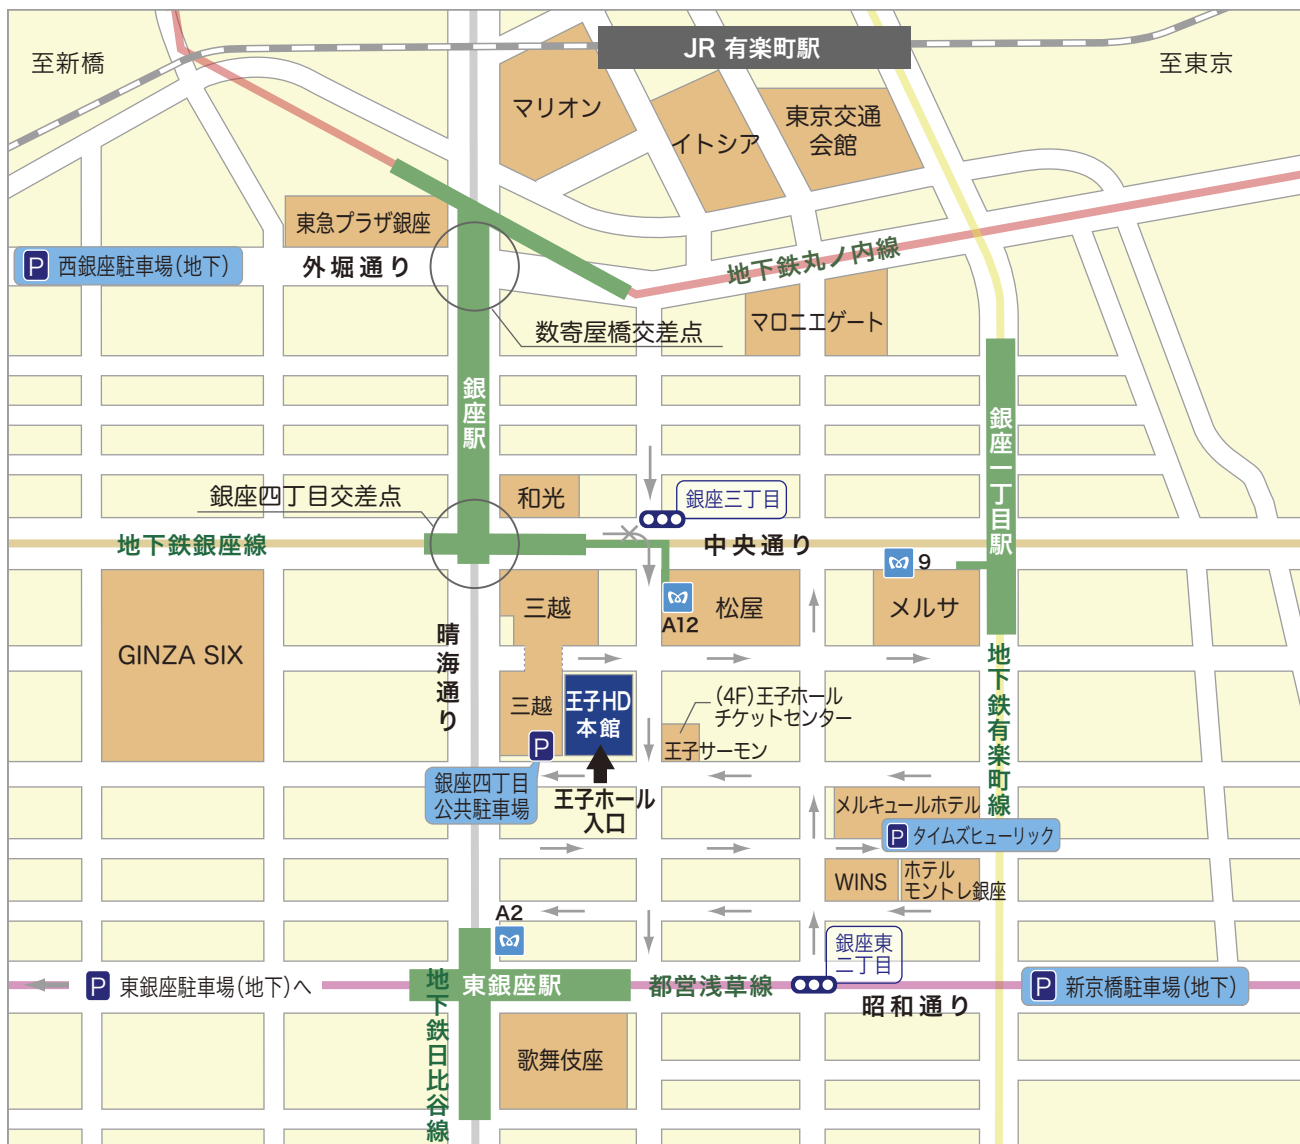 JR 有楽町駅
至新橋
至東京
マリオン
イトシア
東京交通
会館
東急プラザ銀座
P 西銀座駐車場(地下)
外堀通り
地下鉄丸ノ内線
数寄屋橋交差点
マロニエゲート
銀座駅
銀座一丁目駅
銀座四丁目交差点
和光
銀座三丁目
地下鉄銀座線
中央通り
9
三越
A12
松屋
メルサ
GINZA SIX
晴海通り
地下鉄有楽町線
三越
王子HD
本館
(4F)王子ホール
チケットセンター
王子サーモン
P
銀座四丁目
公共駐車場
王子ホール
入口
メルキュールホテル
P タイムズヒューリック
WINS
ホテル
モントレ銀座
A2
銀座東
二丁目
P 東銀座駐車場(地下)へ
地下鉄日比谷線
東銀座駅
都営浅草線
昭和通り
P 新京橋駐車場(地下)
歌舞伎座